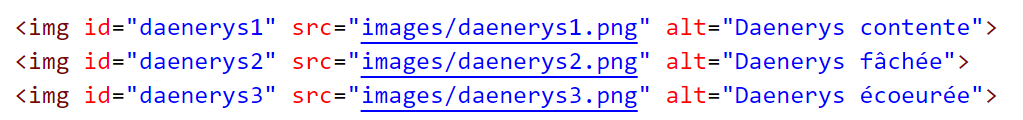 <img id="daenerys1" src="images/daenerys1.png" alt="Daenerys contente">
<img id="daenerys2" src="images/daenerys2.png" alt="Daenerys fâchée">
<img id="daenerys3" src="images/daenerys3.png" alt="Daenerys écoeurée">